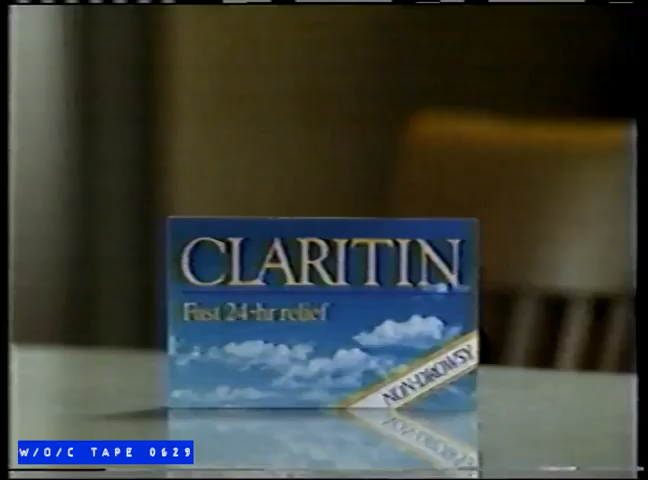 CLARITIN
Fast 24-hr relief
NON-DROWSY
W/O/C TAPE 0629